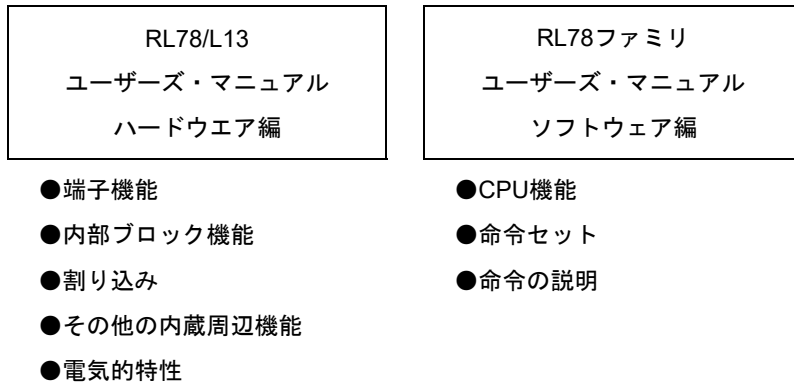 RL78/L13
ユーザーズ・マニュアル
ハードウエア編
●端子機能
●内部ブロック機能
●割り込み
●その他の内蔵周辺機能
●電気的特性
RL78ファミリ
ユーザーズ・マニュアル
ソフトウェア編
●CPU機能
●命令セット
●命令の説明